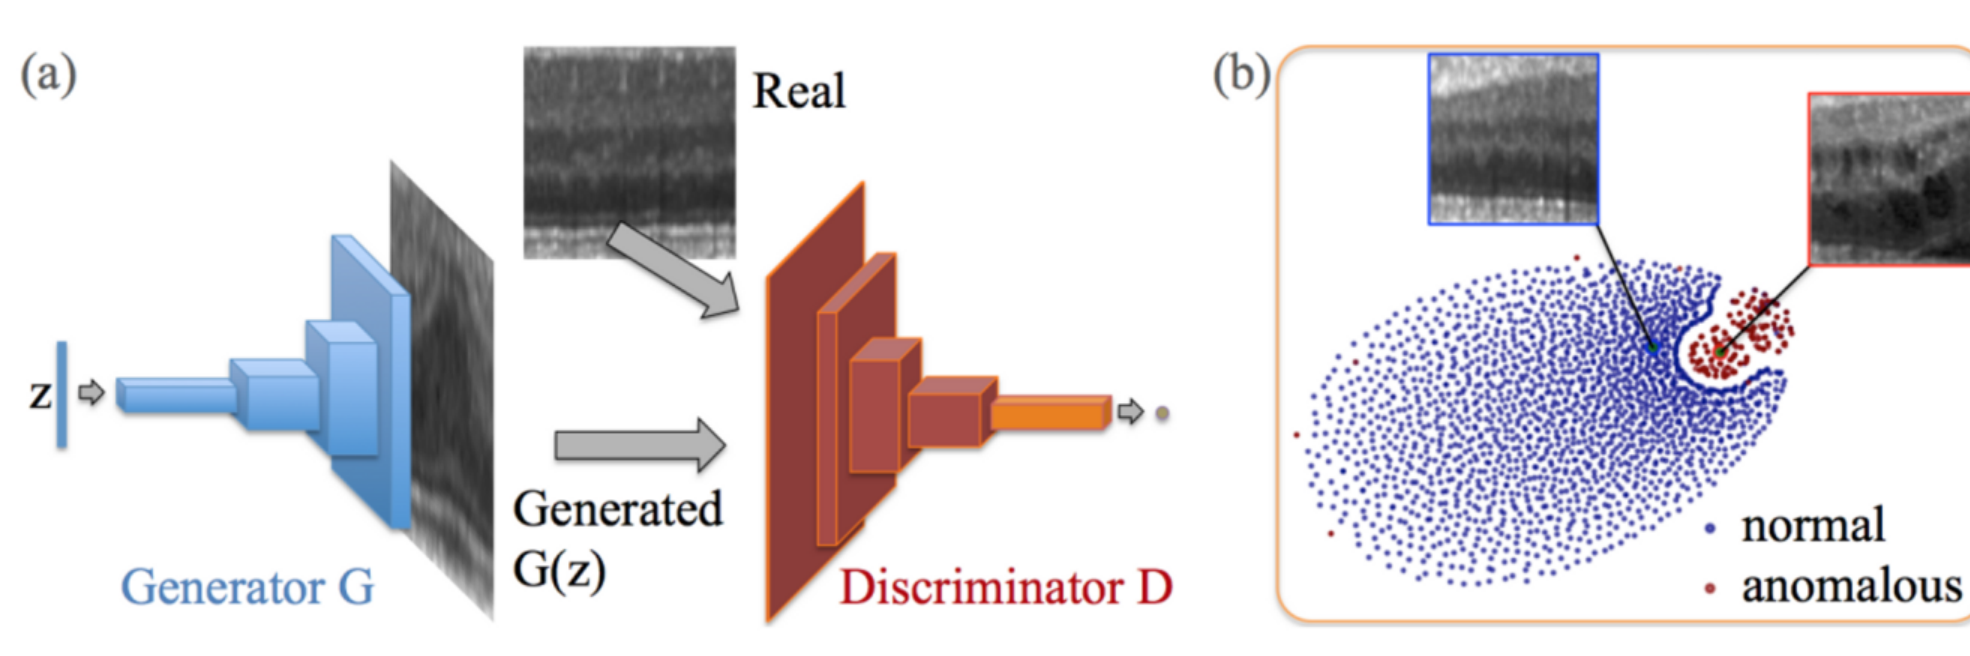 (a)
Real
z
Generated
G(z)
Generator G
Discriminator D
(b)
normal
anomalous